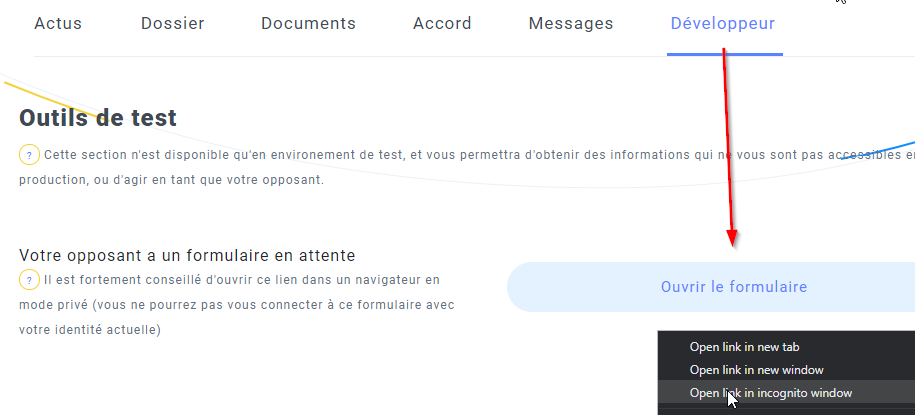 Actus Dossier Documents Accord Messages Développeur
Outils de test
? Cette section n'est disponible qu'en environement de test, et vous permettra d'obtenir des informations qui ne vous sont pas accessibles en
production, ou d'agir en tant que votre opposant.
Votre opposant a un formulaire en attente
? Il est fortement conseillé d'ouvrir ce lien dans un navigateur en
mode privé (vous ne pourrez pas vous connecter à ce formulaire avec
votre identité actuelle)
Ouvrir le formulaire
Open link in new tab
Open link in new window
Open link in incognito window